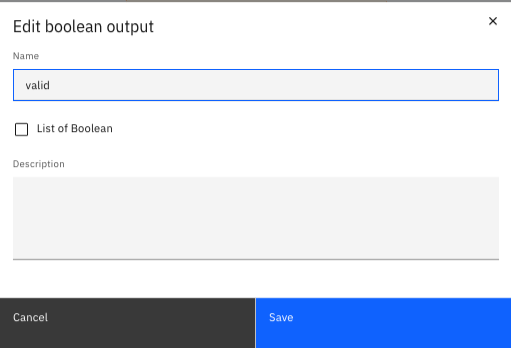 Edit boolean output
Name
valid
List of Boolean
Description
Cancel
Save